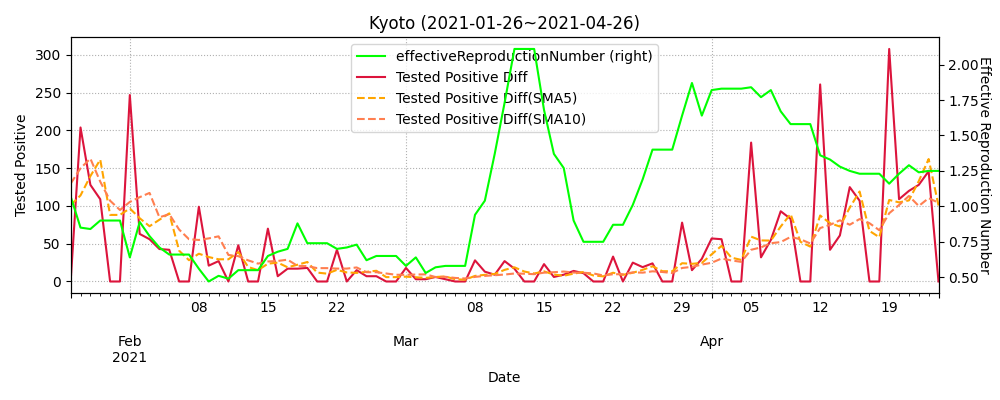 Kyoto (2021-01-26~2021-04-26)
effectiveReproductionNumber (right)
Tested Positive Diff
Tested Positive Diff(SMA5)
Tested Positive Diff(SMA10)
Tested Positive
300
250
200
150
100
50
0
2.00
1.75
1.50
1.25
1.00
0.75
0.50
Effective Reproduction Number
08 15 22 08 15 22 29 05 12 19
Feb Mar Apr
2021
Date